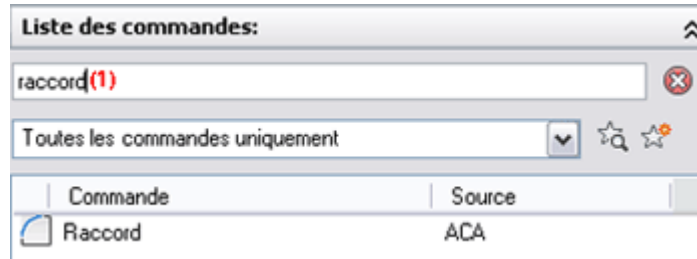 Liste des commandes:
raccord(1)
Toutes les commandes uniquement
Commande Source
Raccord ACA